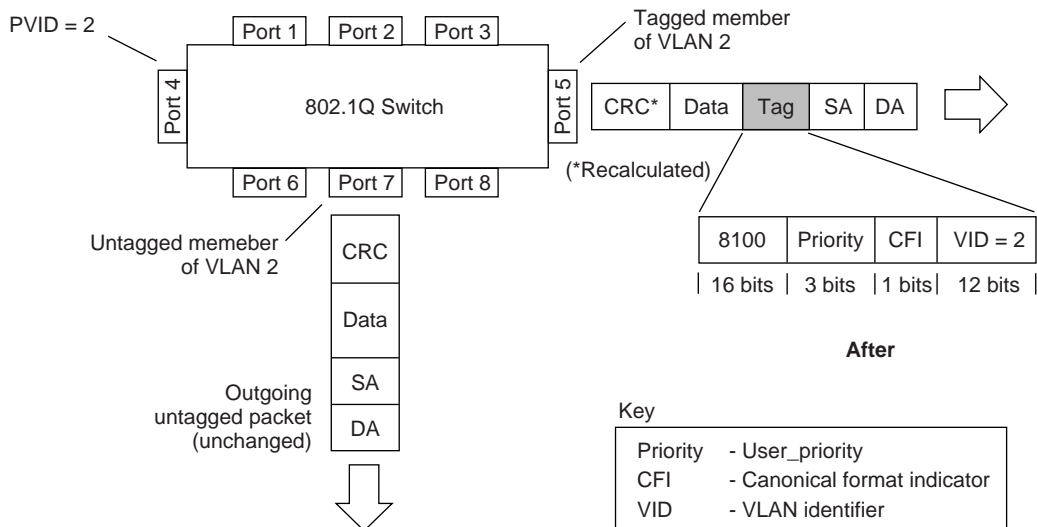 PVID = 2
Port 1
Port 2
Port 3
Tagged member
of VLAN 2
Port 4
802.1Q Switch
Port 5
CRC*
Data
Tag
SA
DA
(*Recalculated)
Port 6
Port 7
Port 8
Untagged memeber
of VLAN 2
CRC
Data
SA
DA
8100
Priority
CFI
VID = 2
16 bits
3 bits
1 bits
12 bits
After
Outgoing
untagged packet
(unchanged)
Key
Priority - User_priority
CFI - Canonical format indicator
VID - VLAN identifier